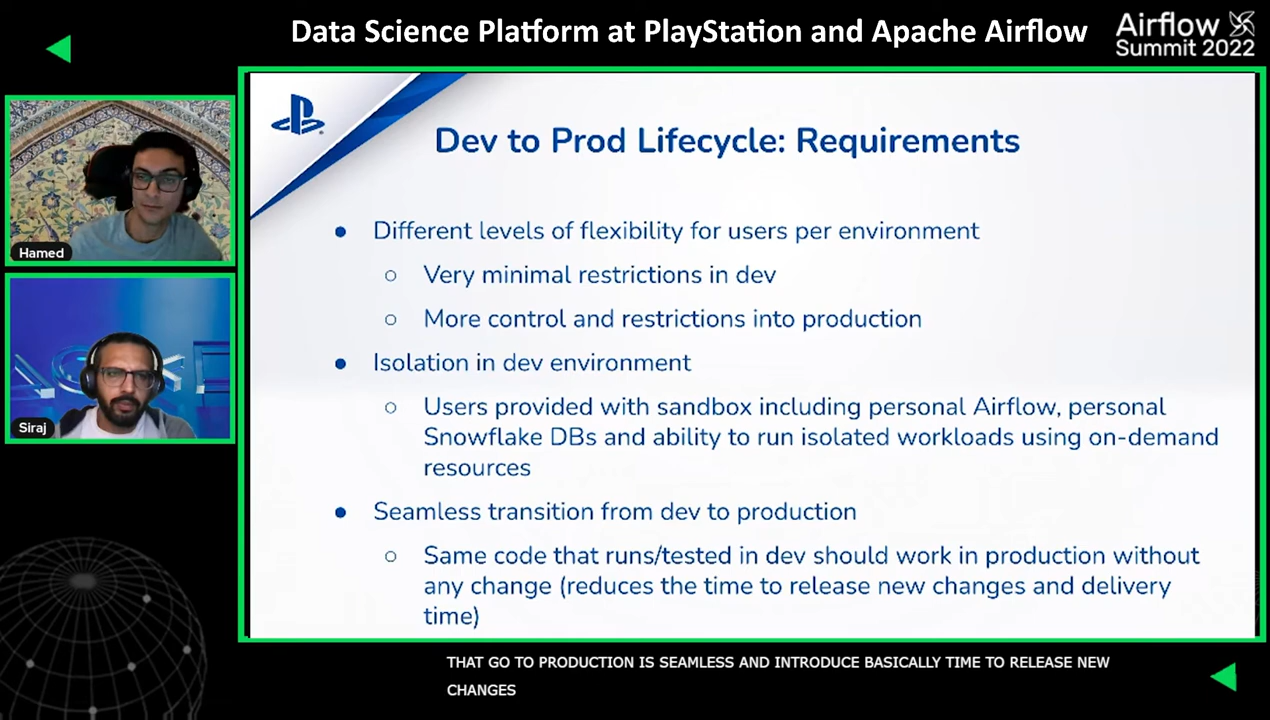 Data Science Platform at PlayStation and Apache Airflow
Airflow
Summit 2022
Dev to Prod Lifecycle: Requirements
Different levels of flexibility for users per environment
Very minimal restrictions in dev
More control and restrictions into production
Isolation in dev environment
Users provided with sandbox including personal Airflow, personal
Snowflake DBs and ability to run isolated workloads using on-demand
resources
Seamless transition from dev to production
Same code that runs/tested in dev should work in production without
any change (reduces the time to release new changes and delivery
time)
Hamed
Siraj
THAT GO TO PRODUCTION IS SEAMLESS AND INTRODUCE BASICALLY TIME TO RELEASE NEW
CHANGES